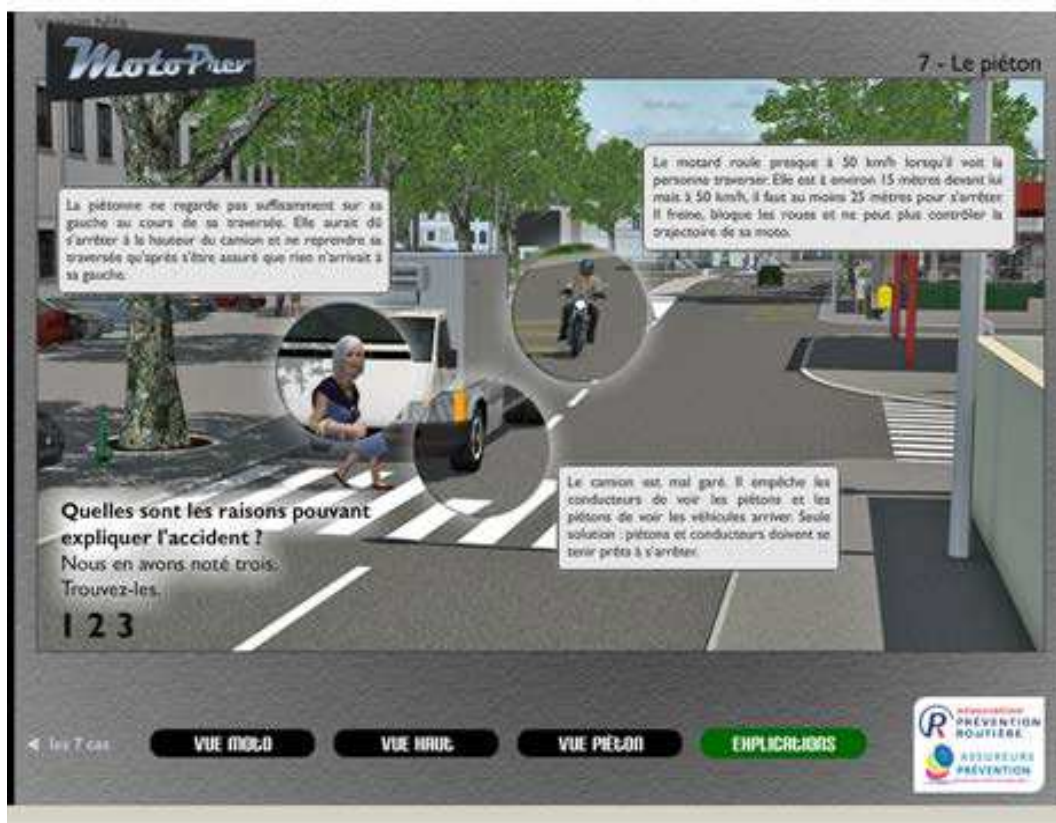 Version bêta
MotoPrev
7 - Le piéton
La piétonne ne regarde pas suffisamment sur sa
gauche au cours de sa traversée. Elle aurait dû
s'arrêter à la hauteur du camion et ne reprendre sa
traversée qu'après s'être assuré que rien n'arrivait à
sa gauche.
Le motard roule presque à 50 km/h lorsqu'il voit la
personne traverser. Elle est à environ 15 mètres devant lui
mais à 50 km/h, il faut au moins 25 mètres pour s'arrêter.
Il freine, bloque les roues et ne peut plus contrôler la
trajectoire de sa moto.
Le camion est mal garé. Il empêche les
conducteurs de voir les piétons et les
piétons de voir les véhicules arriver. Seule
solution : piétons et conducteurs doivent se
tenir prêts à s'arrêter.
Quelles sont les raisons pouvant
expliquer l'accident ?
Nous en avons noté trois.
Trouvez-les.
1 2 3
les 7 cas
VUE MOTO
VUE HAUT
VUE PIÉTON
EXPLICATIONS
ASSOCIATION
PRÉVENTION
ROUTIÈRE
ASSUREURS
PRÉVENTION